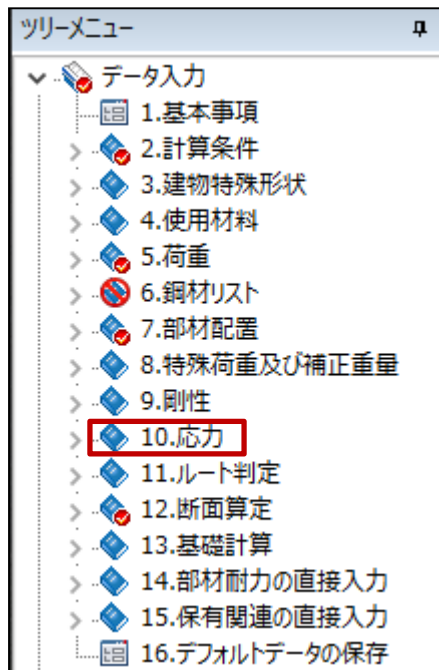 ツリーメニュー
データ入力
1.基本事項
2.計算条件
3.建物特殊形状
4.使用材料
5.荷重
6.鋼材リスト
7.部材配置
8.特殊荷重及び補正重量
9.剛性
10.応力
11.ルート判定
12.断面算定
13.基礎計算
14.部材耐力の直接入力
15.保有関連の直接入力
16.デフォルトデータの保存